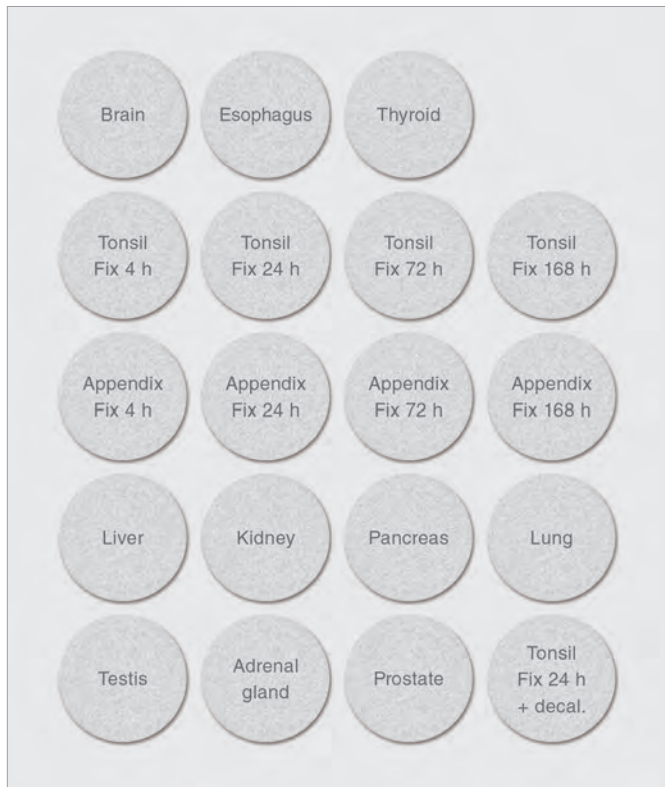 Brain
Esophagus
Thyroid
Tonsil
Fix 4 h
Tonsil
Fix 24 h
Tonsil
Fix 72 h
Tonsil
Fix 168 h
Appendix
Fix 4 h
Appendix
Fix 24 h
Appendix
Fix 72 h
Appendix
Fix 168 h
Liver
Kidney
Pancreas
Lung
Testis
Adrenal
gland
Prostate
Tonsil
Fix 24 h
+ decal.